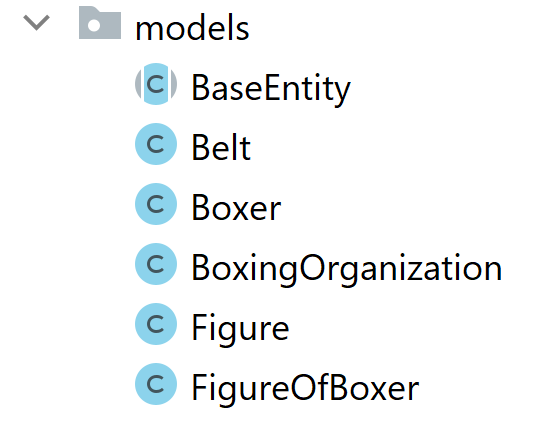 models
C BaseEntity
C Belt
C Boxer
C BoxingOrganization
C Figure
C FigureOfBoxer